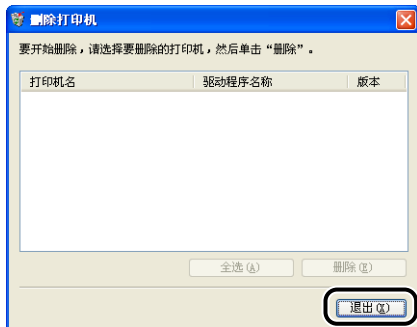 删除打印机
要开始删除，请选择要删除的打印机，然后单击“删除”。
打印机名 驱动程序名称 版本
全选(A) 删除(E)
退出(X)